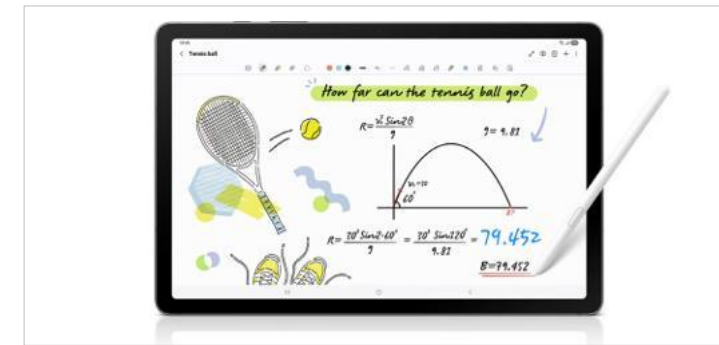 Tennis ball
How far can the tennis ball go?
R= v₀² Sin2θ / g
g= 9.81
v₀=30
60°
R= 30² Sin2·60° / g = 30² Sin120° / 9.81 = 79.452
B=79.452